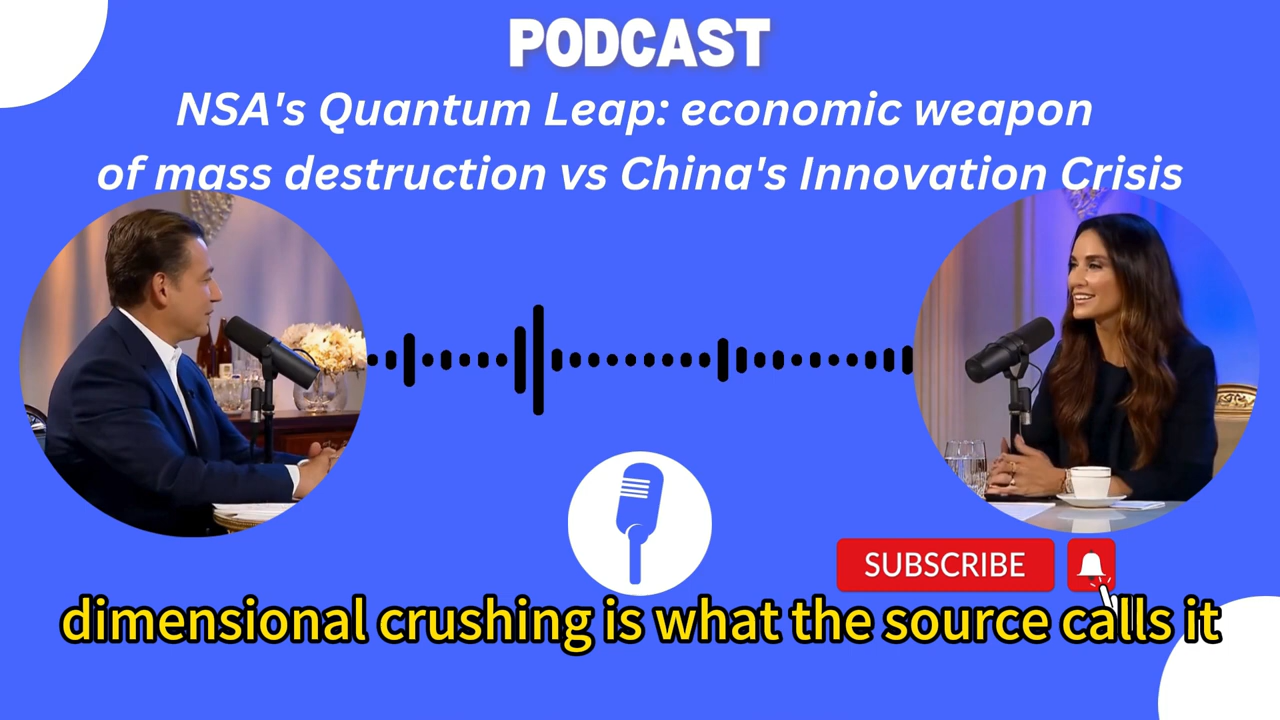 PODCAST
NSA's Quantum Leap: economic weapon
of mass destruction vs China's Innovation Crisis
SUBSCRIBE
dimensional crushing is what the source calls it